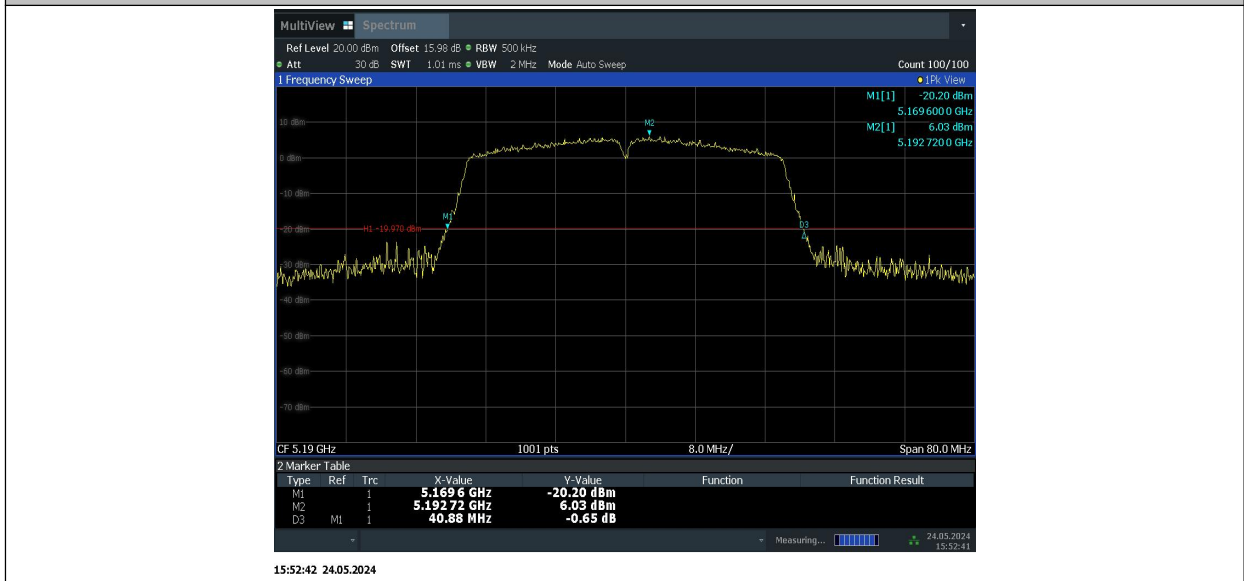 MultiView Spectrum
Ref Level 20.00 dBm Offset 15.98 dB RBW 500 kHz
Att 30 dB SWT 1.01 ms VBW 2 MHz Mode Auto Sweep Count 100/100
1 Frequency Sweep 1Pk View
M1[1] -20.20 dBm
5.169 600 0 GHz
M2[1] 6.03 dBm
5.192 720 0 GHz
10 dBm
M2
0 dBm
-10 dBm
M1
D3
-20 dBm H1 -19.970 dBm
-30 dBm
-40 dBm
-50 dBm
-60 dBm
-70 dBm
CF 5.19 GHz 1001 pts 8.0 MHz/ Span 80.0 MHz
2 Marker Table
Type Ref Trc X-Value Y-Value Function Function Result
M1 1 5.169 6 GHz -20.20 dBm
M2 1 5.192 72 GHz 6.03 dBm
D3 M1 1 40.88 MHz -0.65 dB
Measuring... 24.05.2024
15:52:41
15:52:42 24.05.2024